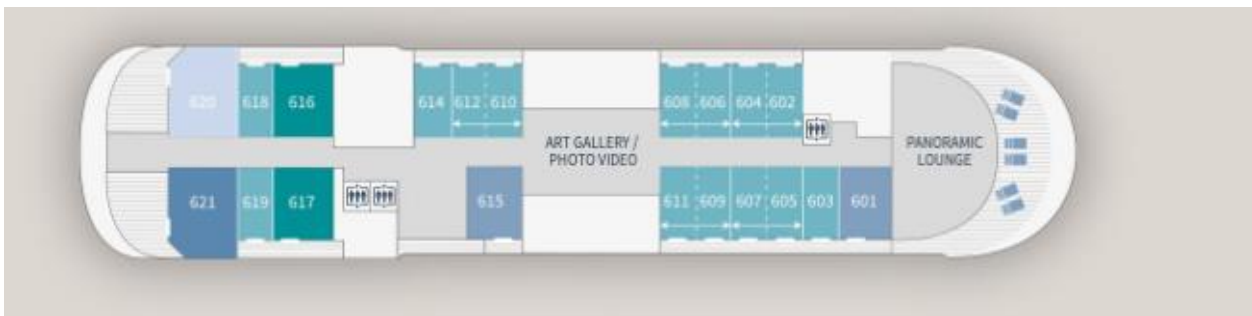 620 618 616 614 612 610 608 606 604 602
ART GALLERY /
PHOTO VIDEO
PANORAMIC
LOUNGE
621 619 617 615 611 609 607 605 603 601